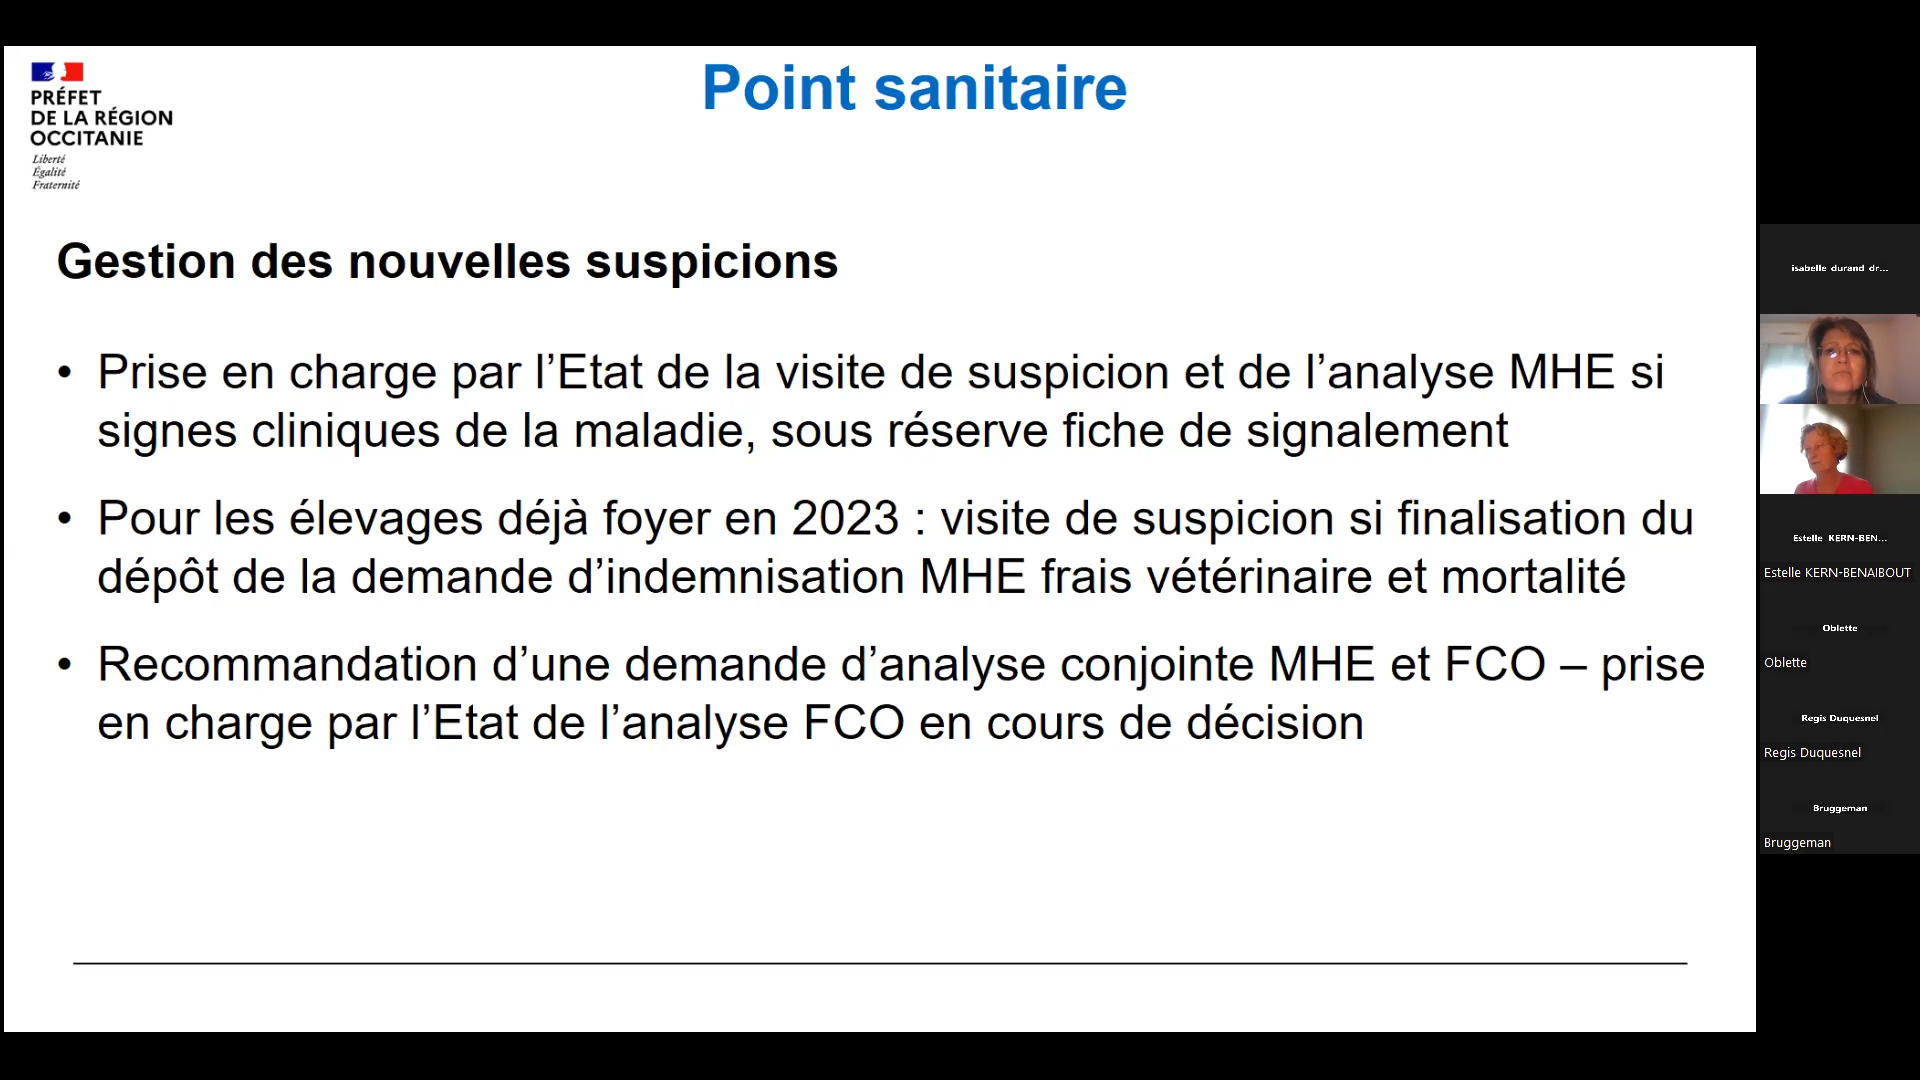 PRÉFET
DE LA RÉGION
OCCITANIE
Liberté
Égalité
Fraternité
Point sanitaire
Gestion des nouvelles suspicions
• Prise en charge par l’Etat de la visite de suspicion et de l’analyse MHE si
signes cliniques de la maladie, sous réserve fiche de signalement
• Pour les élevages déjà foyer en 2023 : visite de suspicion si finalisation du
dépôt de la demande d’indemnisation MHE frais vétérinaire et mortalité
• Recommandation d’une demande d’analyse conjointe MHE et FCO – prise
en charge par l’Etat de l’analyse FCO en cours de décision
isabelle durand dr...
Estelle KERN-BEN...
Estelle KERN-BENAIBOUT
Oblette
Oblette
Regis Duquesnel
Regis Duquesnel
Bruggeman
Bruggeman